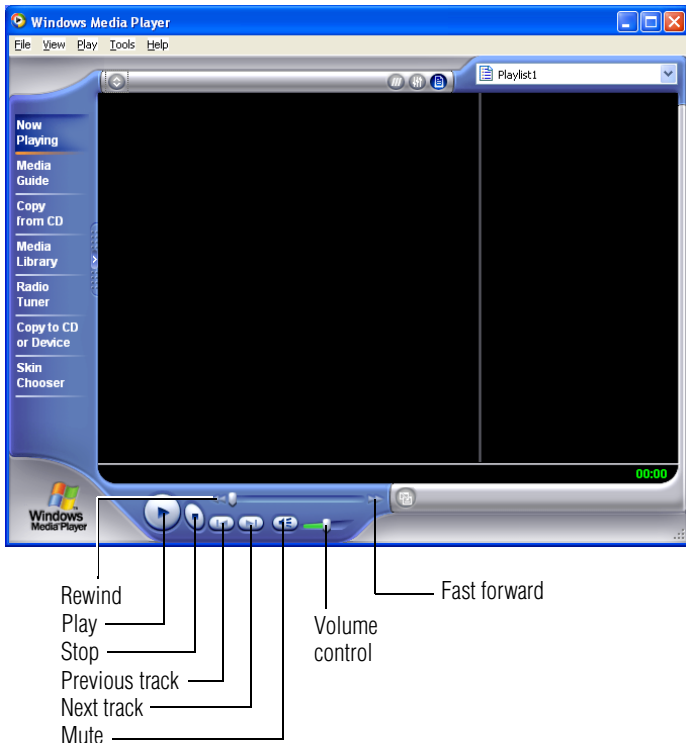 Windows Media Player
File View Play Tools Help
Playlist1
Now
Playing
Media
Guide
Copy
from CD
Media
Library
Radio
Tuner
Copy to CD
or Device
Skin
Chooser
00:00
Windows
Media Player
Rewind
Play
Stop
Previous track
Next track
Mute
Volume
control
Fast forward